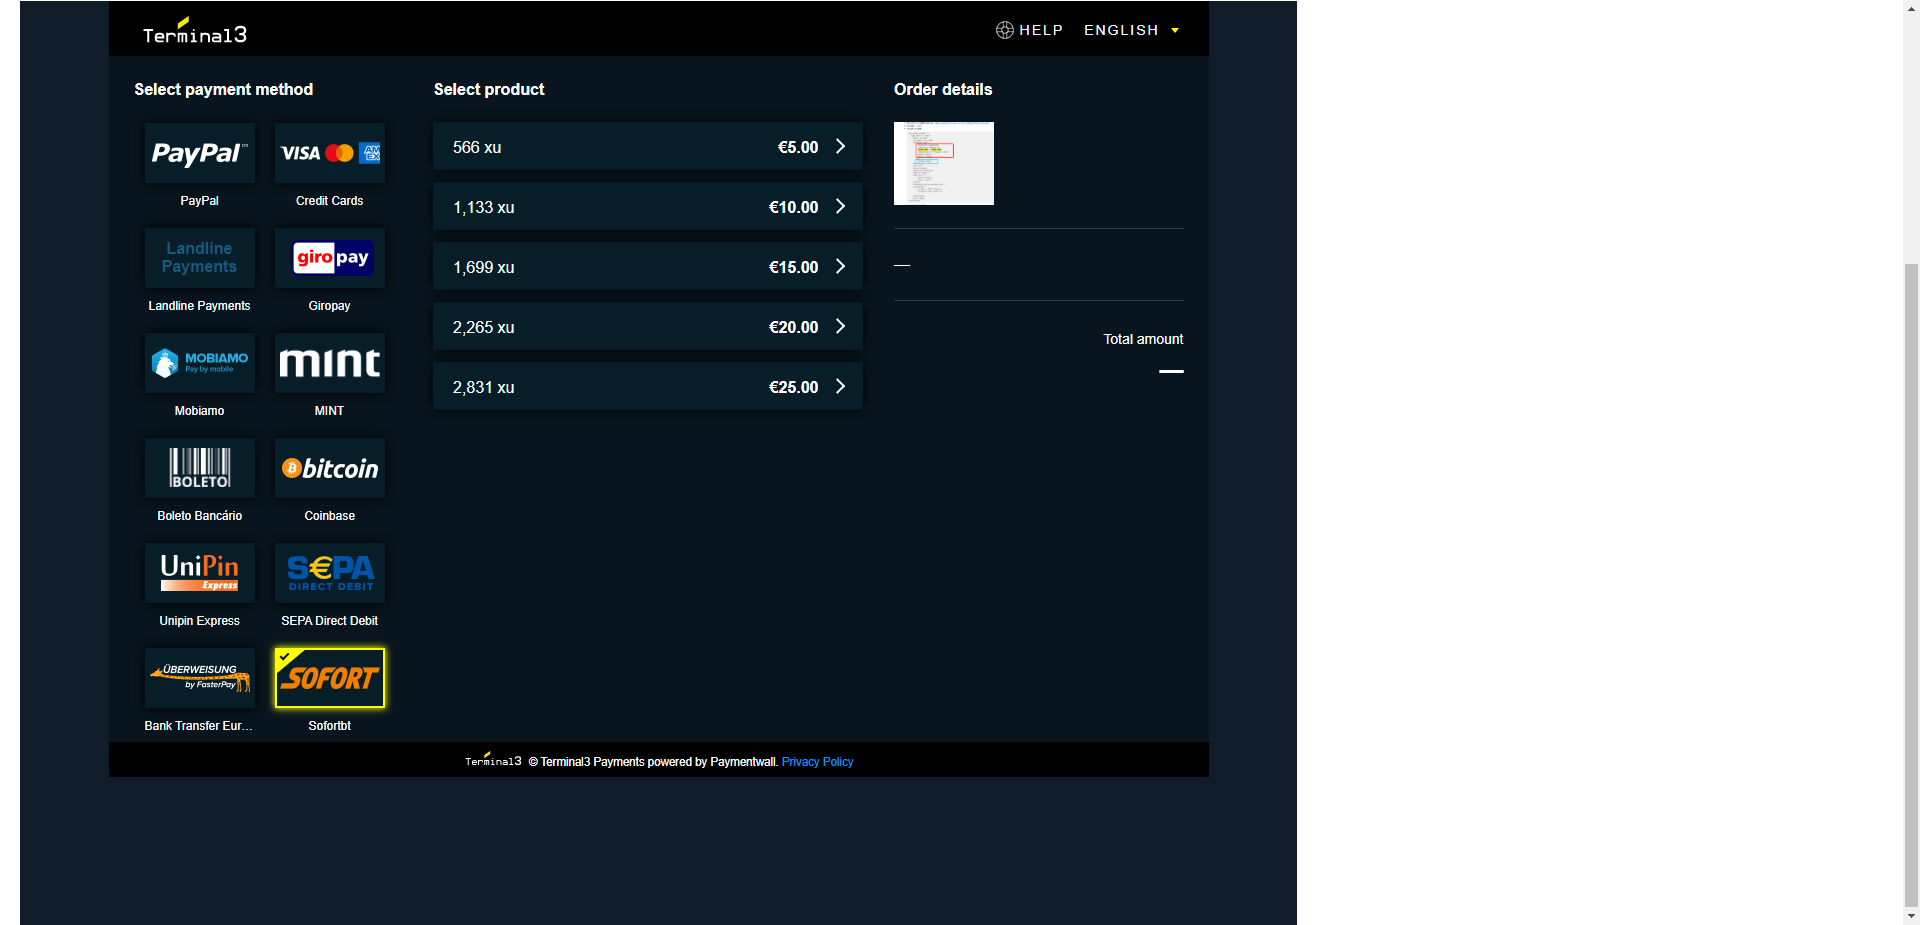 Terminal3
HELP
ENGLISH
Select payment method
Select product
Order details
PayPal™
VISA
AM
EX
566 xu
€5.00
PayPal
Credit Cards
1,133 xu
€10.00
Landline
Payments
giropay
1,699 xu
€15.00
Landline Payments
Giropay
2,265 xu
€20.00
Total amount
MOBIAMO
Pay by mobile
mint
2,831 xu
€25.00
Mobiamo
MINT
BOLETO
bitcoin
Boleto Bancário
Coinbase
UniPin
Express
S€PA
DIRECT DEBIT
Unipin Express
SEPA Direct Debit
ÜBERWEISUNG
by FasterPay
SOFORT
Bank Transfer Eur...
Sofortbt
Terminal3 © Terminal3 Payments powered by Paymentwall. Privacy Policy